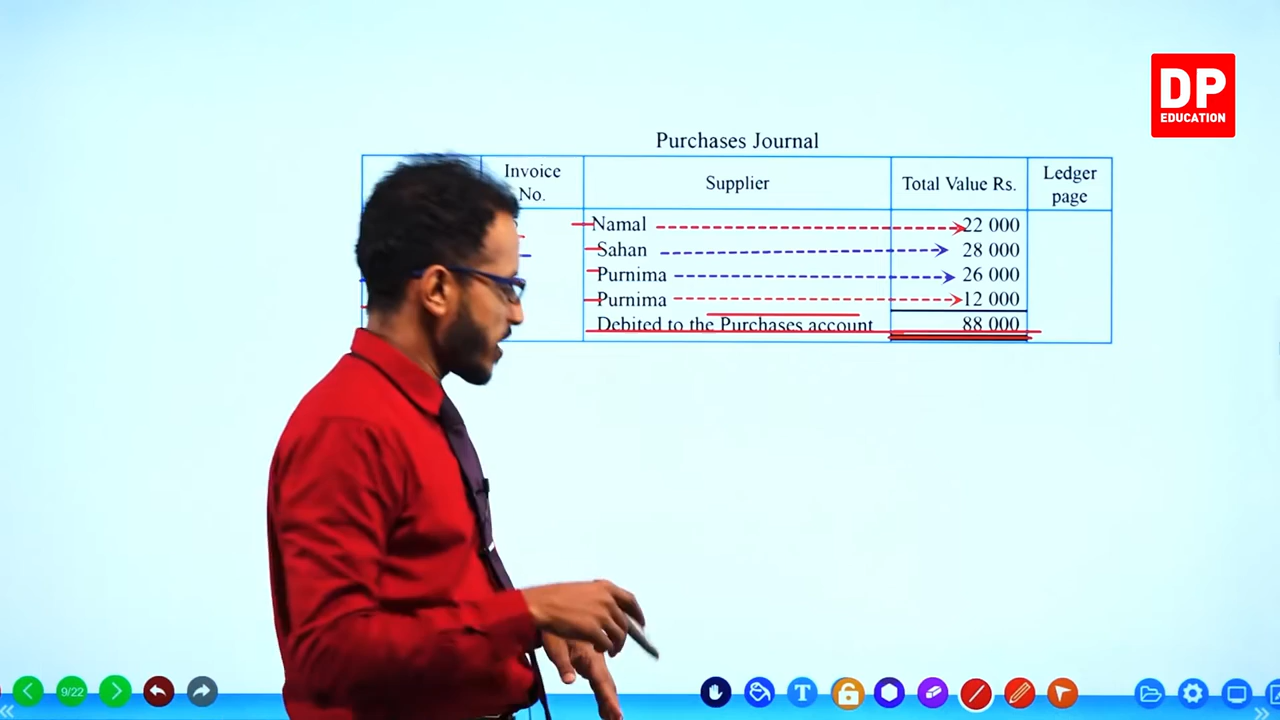 DP
EDUCATION
Purchases Journal
Invoice No. Supplier Total Value Rs. Ledger page
Namal 22 000
Sahan 28 000
Purnima 26 000
Purnima 12 000
Debited to the Purchases account 88 000
9/22
T